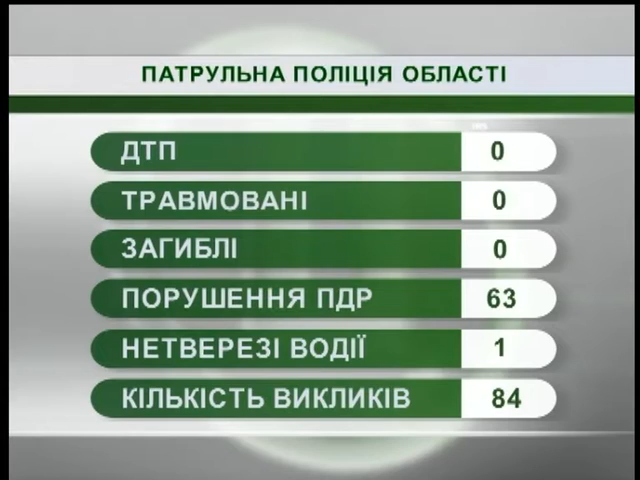 ПАТРУЛЬНА ПОЛІЦІЯ ОБЛАСТІ
ДТП 0
ТРАВМОВАНІ 0
ЗАГИБЛІ 0
ПОРУШЕННЯ ПДР 63
НЕТВЕРЕЗІ ВОДІЇ 1
КІЛЬКІСТЬ ВИКЛИКІВ 84